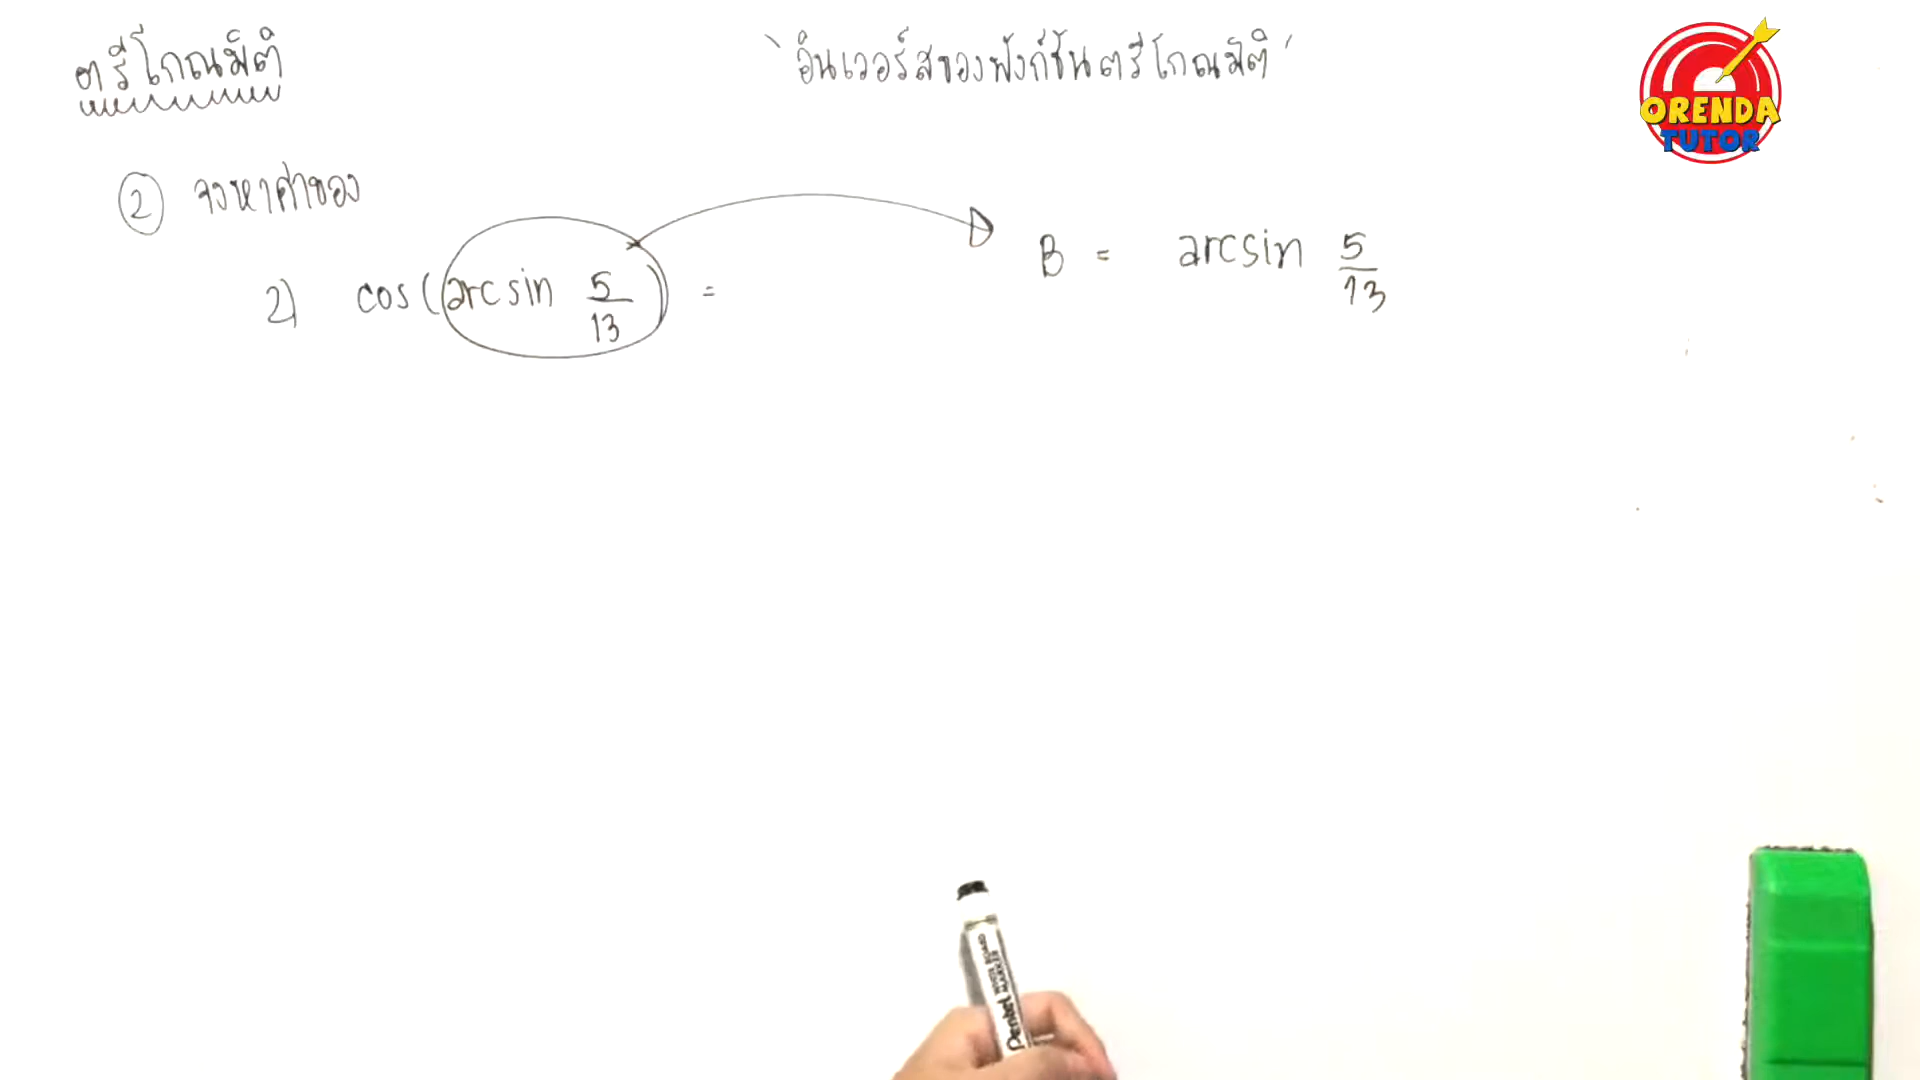 ตรีโกณมิติ
`อินเวอร์สของฟังก์ชันตรีโกณมิติ'
ORENDA
TUTOR
② จงหาค่าของ
2) cos(arcsin 5/13) =
B = arcsin 5/13
Pentel